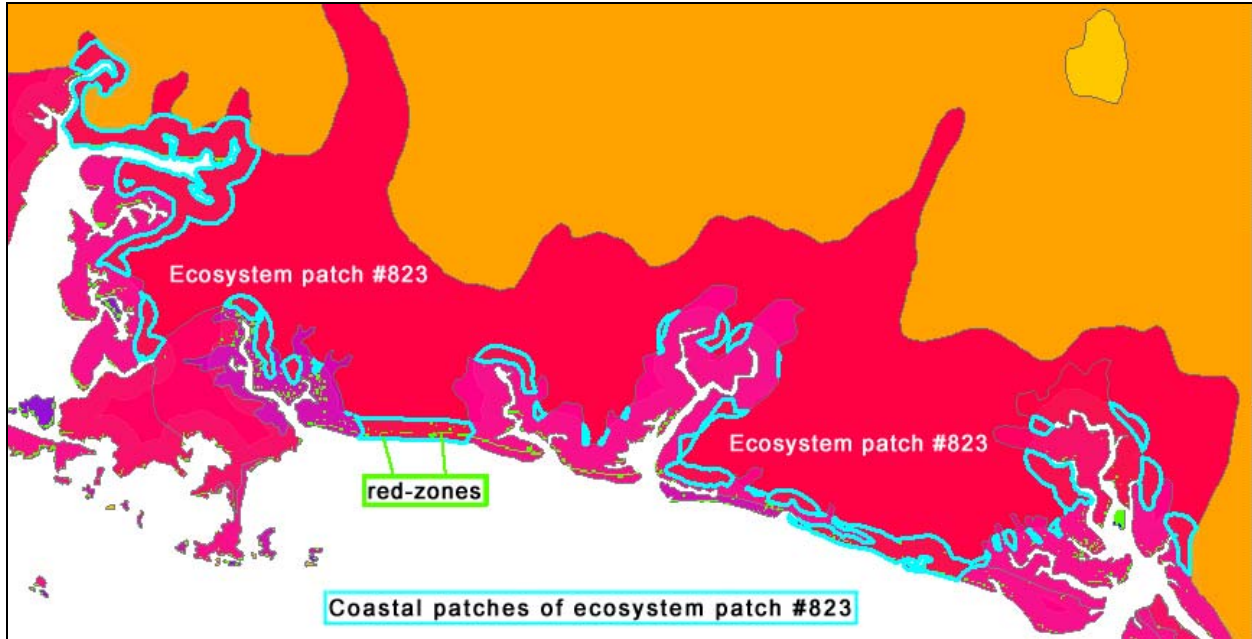 Ecosystem patch #823
Ecosystem patch #823
red-zones
Coastal patches of ecosystem patch #823